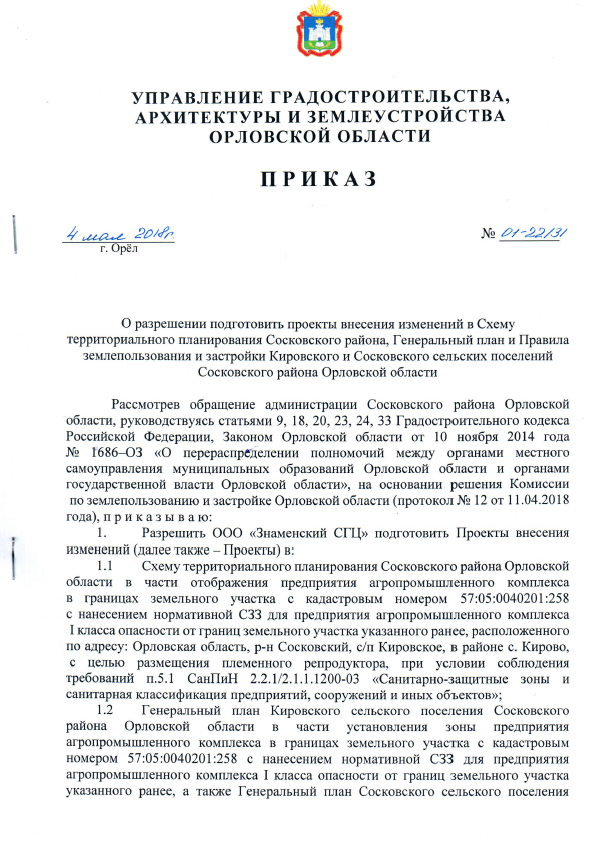 УПРАВЛЕНИЕ ГРАДОСТРОИТЕЛЬСТВА,
АРХИТЕКТУРЫ И ЗЕМЛЕУСТРОЙСТВА
ОРЛОВСКОЙ ОБЛАСТИ
П Р И К А З
4 мая 2018г.
№ 01-22/31
г. Орёл
О разрешении подготовить проекты внесения изменений в Схему
территориального планирования Сосковского района, Генеральный план и Правила
землепользования и застройки Кировского и Сосковского сельских поселений
Сосковского района Орловской области
Рассмотрев обращение администрации Сосковского района Орловской
области, руководствуясь статьями 9, 18, 20, 23, 24, 33 Градостроительного кодекса
Российской Федерации, Законом Орловской области от 10 ноября 2014 года
№ 1686–ОЗ «О перераспределении полномочий между органами местного
самоуправления муниципальных образований Орловской области и органами
государственной власти Орловской области», на основании решения Комиссии
по землепользованию и застройке Орловской области (протокол № 12 от 11.04.2018
года), п р и к а з ы в а ю:
1. Разрешить ООО «Знаменский СГЦ» подготовить Проекты внесения
изменений (далее также – Проекты) в:
1.1 Схему территориального планирования Сосковского района Орловской
области в части отображения предприятия агропромышленного комплекса
в границах земельного участка с кадастровым номером 57:05:0040201:258
с нанесением нормативной СЗЗ для предприятия агропромышленного комплекса
I класса опасности от границ земельного участка указанного ранее, расположенного
по адресу: Орловская область, р-н Сосковский, с/п Кировское, в районе с. Кирово,
с целью размещения племенного репродуктора, при условии соблюдения
требований п.5.1 СанПиН 2.2.1/2.1.1.1200-03 «Санитарно-защитные зоны и
санитарная классификация предприятий, сооружений и иных объектов»;
1.2 Генеральный план Кировского сельского поселения Сосковского
района Орловской области в части установления зоны предприятия
агропромышленного комплекса в границах земельного участка с кадастровым
номером 57:05:0040201:258 с нанесением нормативной СЗЗ для предприятия
агропромышленного комплекса I класса опасности от границ земельного участка
указанного ранее, а также Генеральный план Сосковского сельского поселения